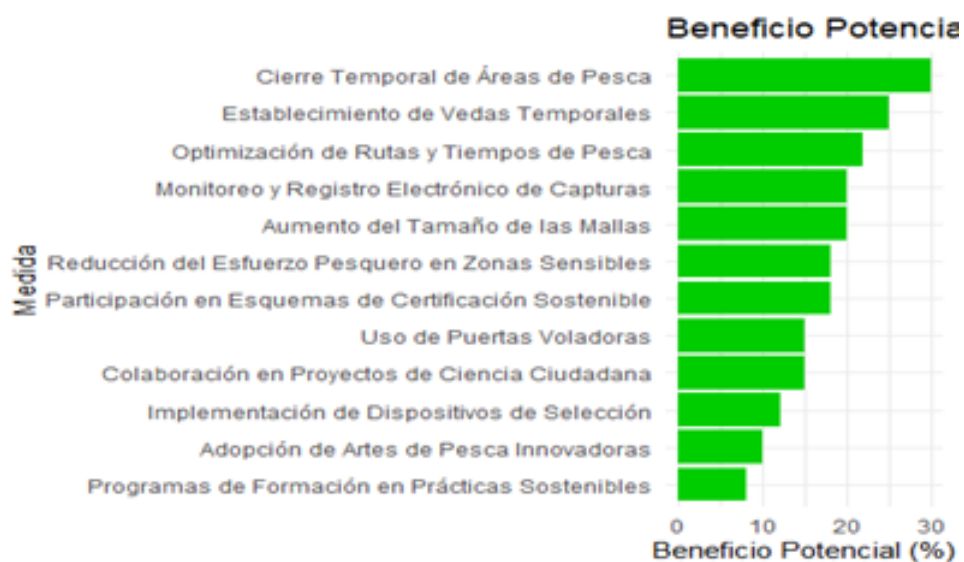 Beneficio Potencia
Cierre Temporal de Áreas de Pesca
Establecimiento de Vedas Temporales
Optimización de Rutas y Tiempos de Pesca
Monitoreo y Registro Electrónico de Capturas
Aumento del Tamaño de las Mallas
Reducción del Esfuerzo Pesquero en Zonas Sensibles
Participación en Esquemas de Certificación Sostenible
Uso de Puertas Voladoras
Colaboración en Proyectos de Ciencia Ciudadana
Implementación de Dispositivos de Selección
Adopción de Artes de Pesca Innovadoras
Programas de Formación en Prácticas Sostenibles
Medida
0 10 20 30
Beneficio Potencial (%)